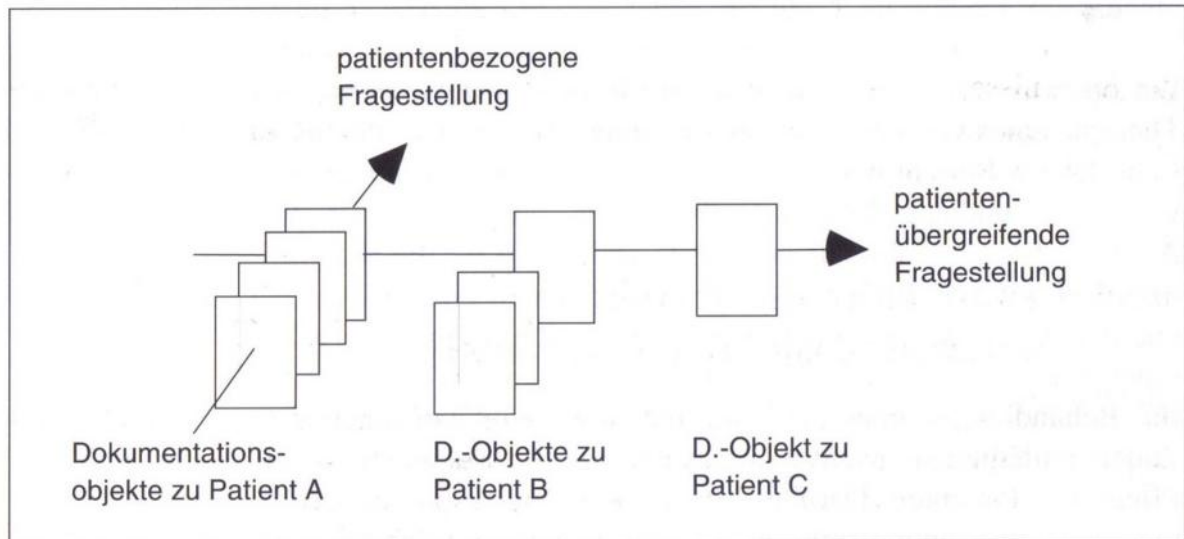 patientenbezogene
Fragestellung
patienten-
übergreifende
Fragestellung
Dokumentations-
objekte zu Patient A
D.-Objekte zu
Patient B
D.-Objekt zu
Patient C